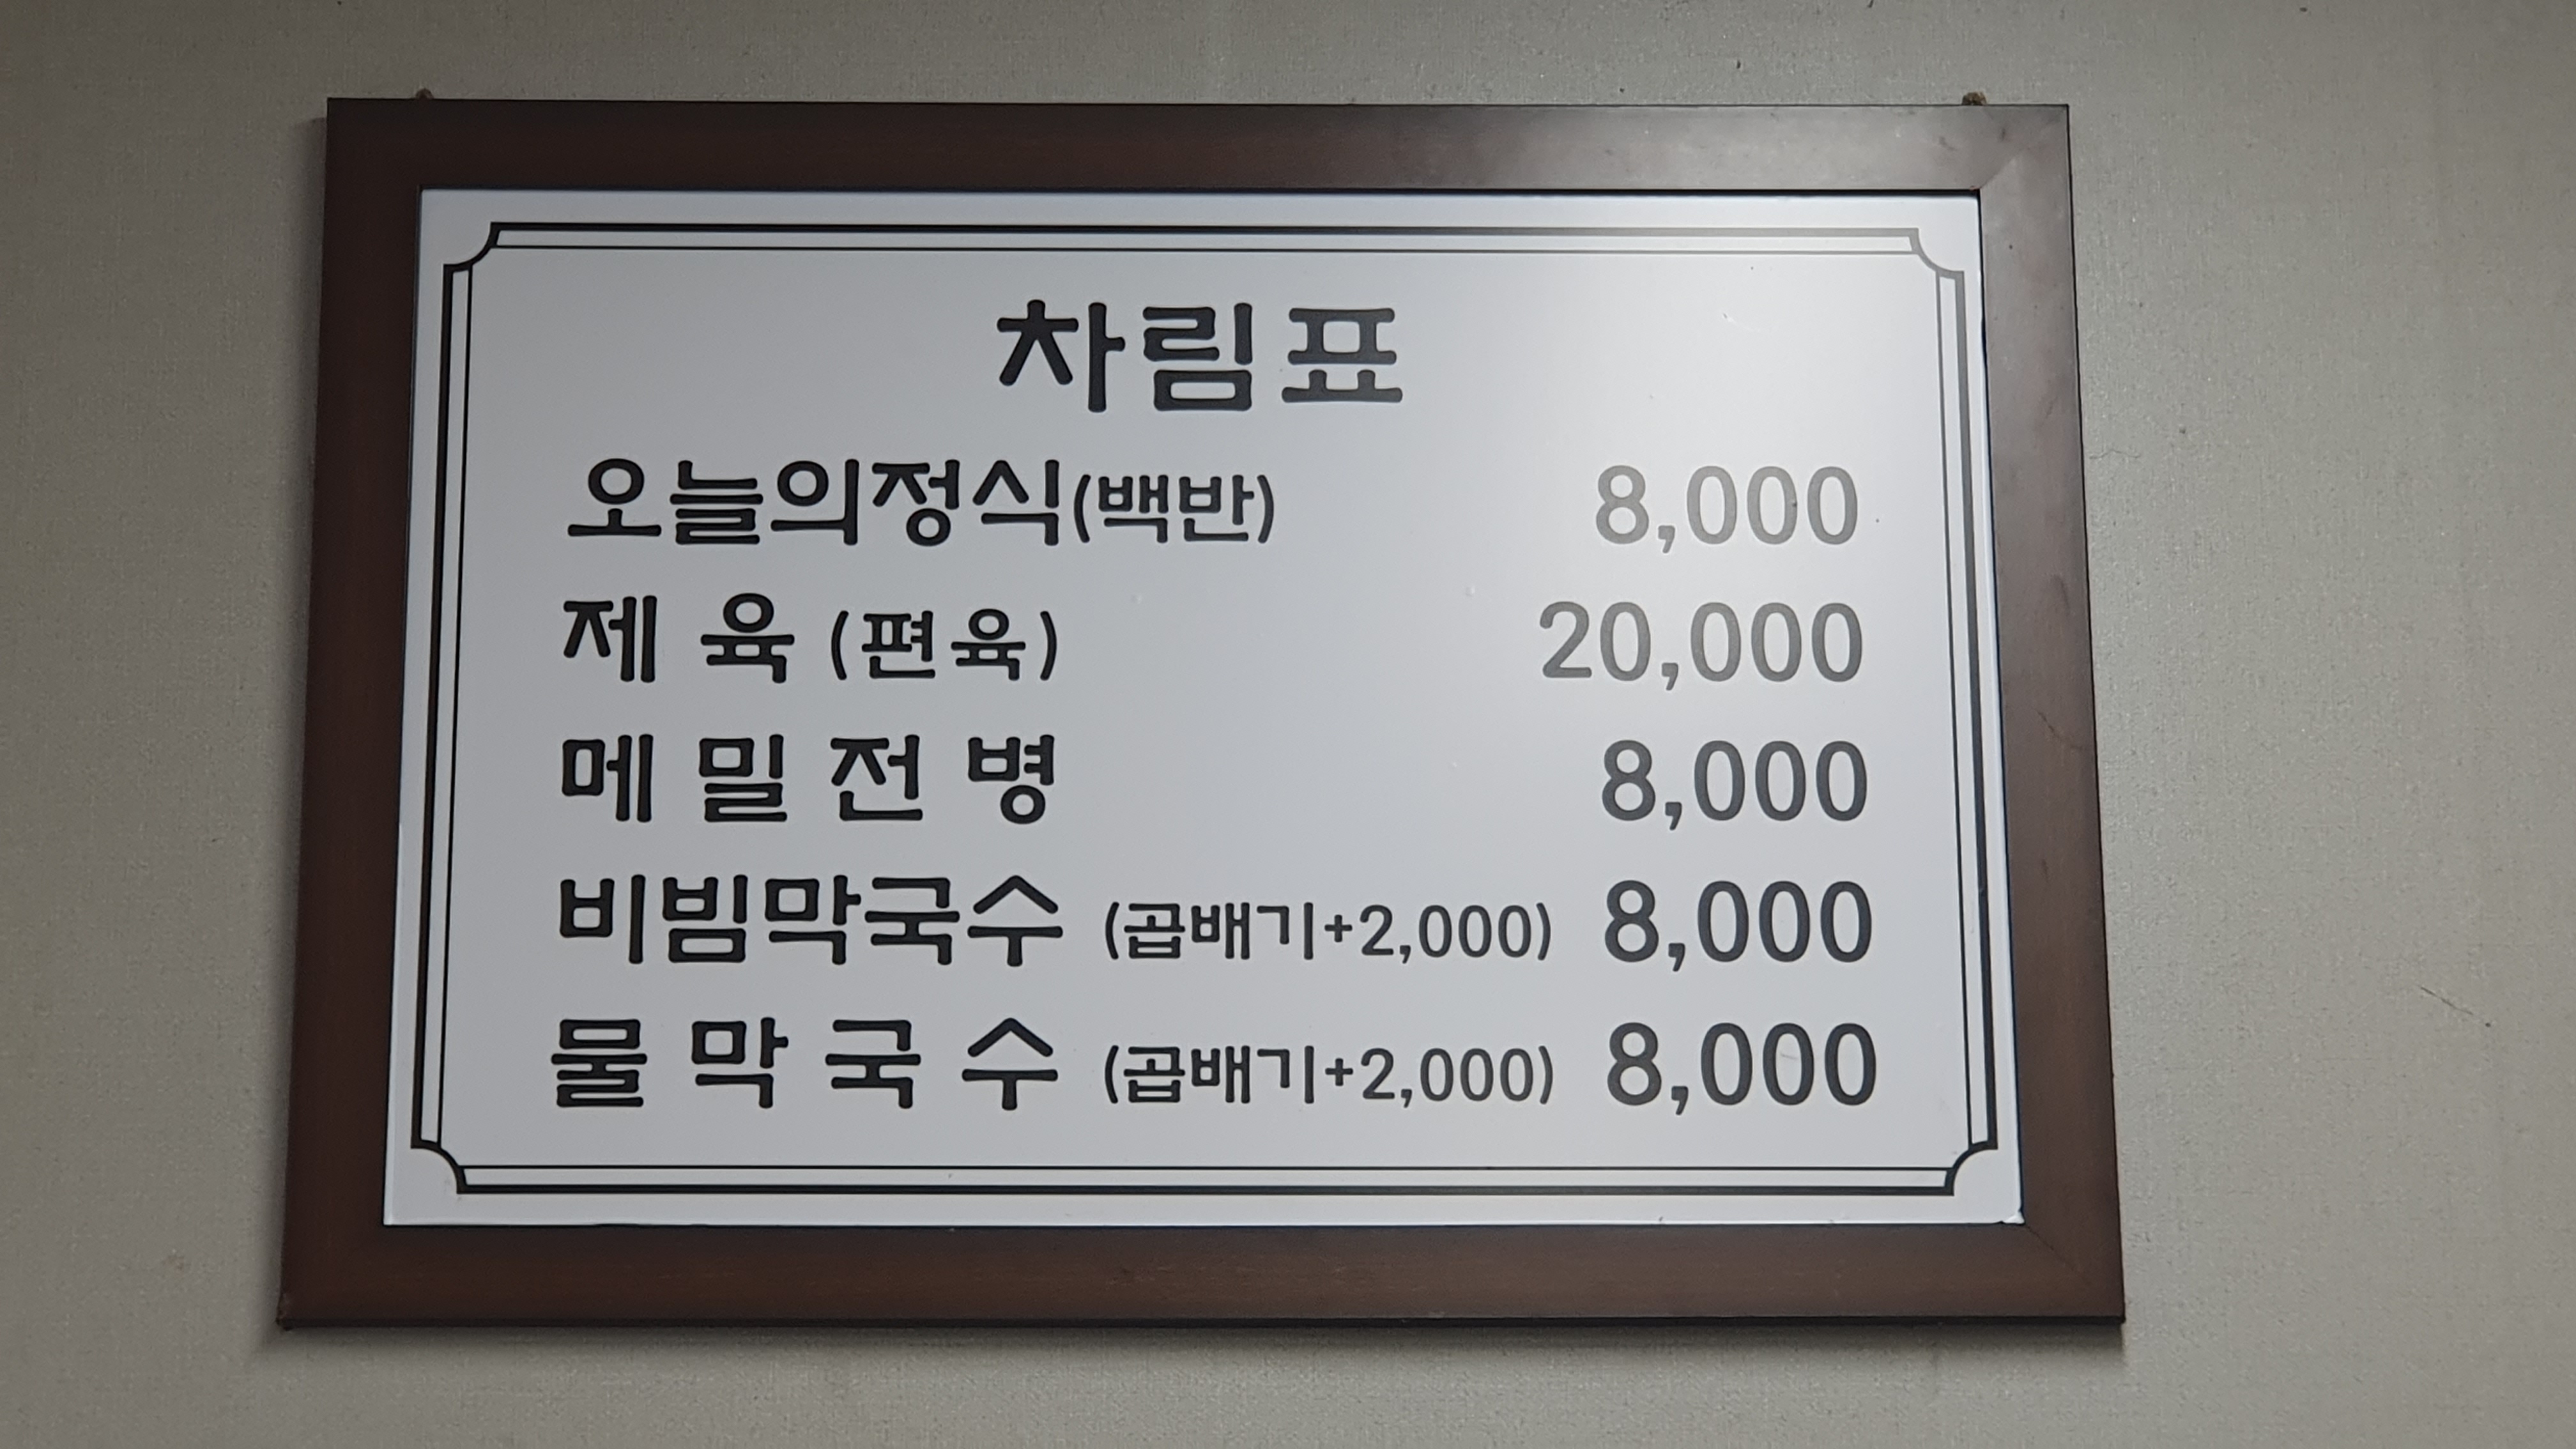 차림표
오늘의정식(백반) 8,000
제 육 (편육) 20,000
메 밀 전 병 8,000
비빔막국수 (곱배기+2,000) 8,000
물 막 국 수 (곱배기+2,000) 8,000